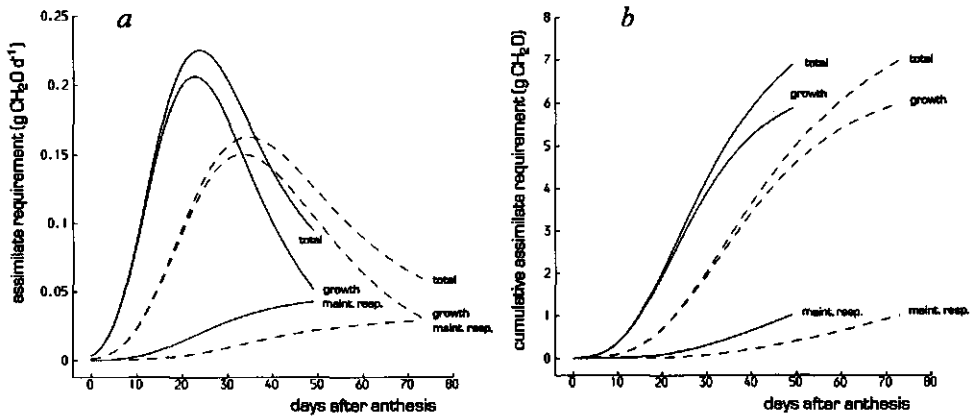 a
assimilate requirement (g CH₂O d⁻¹)
0.25
0.2
0.15
0.1
0.05
0
total
growth
maint. resp.
total
growth
maint. resp.
0 10 20 30 40 50 60 70 80
days after anthesis
b
cumulative assimilate requirement (g CH₂O)
8
7
6
5
4
3
2
1
0
total
growth
total
growth
maint. resp.
maint. resp.
0 10 20 30 40 50 60 70 80
days after anthesis